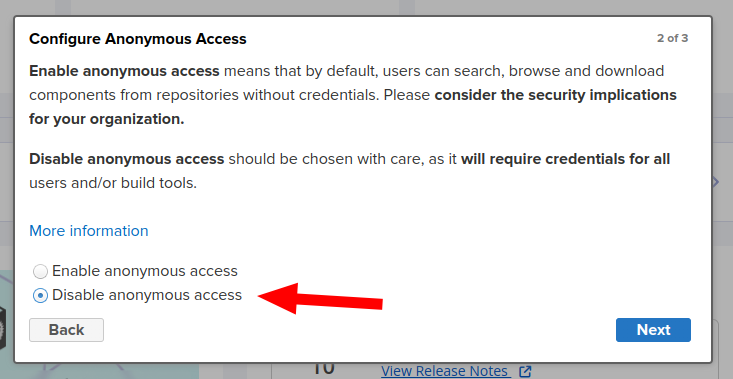 Configure Anonymous Access
2 of 3
Enable anonymous access means that by default, users can search, browse and download
components from repositories without credentials. Please consider the security implications
for your organization.
Disable anonymous access should be chosen with care, as it will require credentials for all
users and/or build tools.
More information
Enable anonymous access
Disable anonymous access
Back
Next
10
View Release Notes